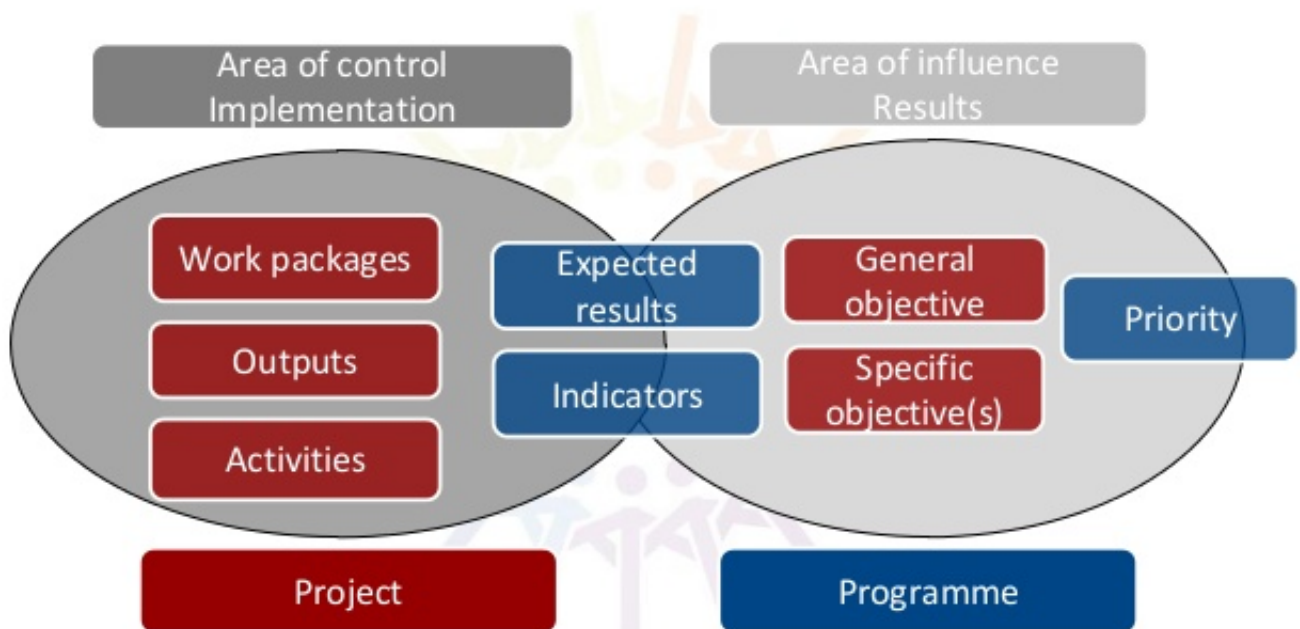 Area of control
Implementation
Area of influence
Results
Work packages
Outputs
Activities
Expected
results
Indicators
General
objective
Specific
objective(s)
Priority
Project
Programme